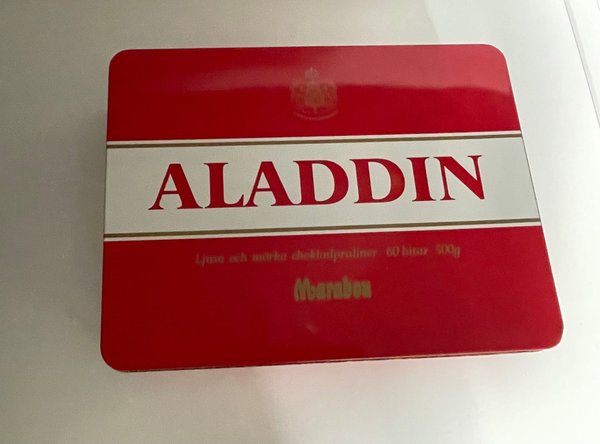 ALADDIN
Ljusa och mörka chokladpraliner 60 bitar 500g
Marabou